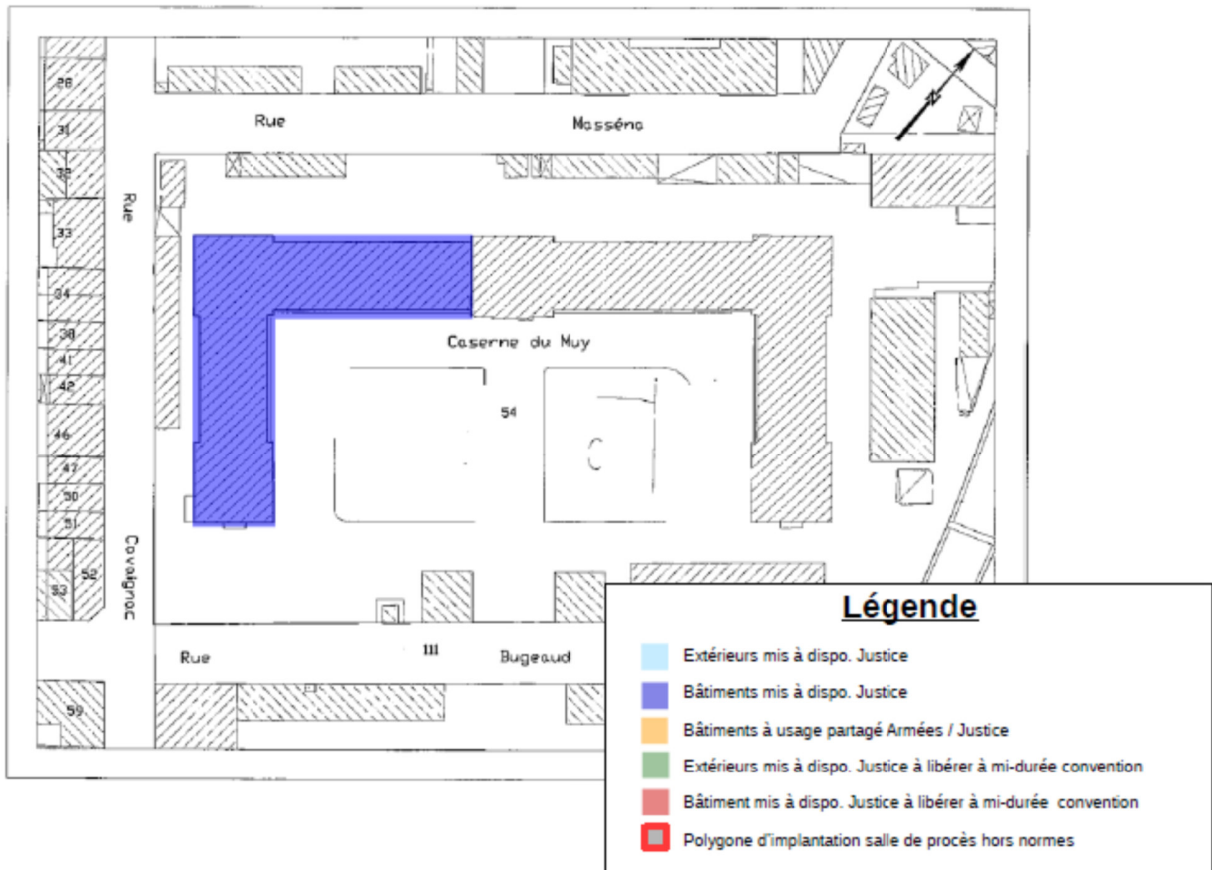 28
31
32
33
34
38
41
42
46
47
50
51
52
53
59
Rue
Masséna
Rue
Cavaignac
Caserne du Muy
54
N
Rue
111
Bugeaud
Légende
Extérieurs mis à dispo. Justice
Bâtiments mis à dispo. Justice
Bâtiments à usage partagé Armées / Justice
Extérieurs mis à dispo. Justice à libérer à mi-durée convention
Bâtiment mis à dispo. Justice à libérer à mi-durée convention
Polygone d'implantation salle de procès hors normes